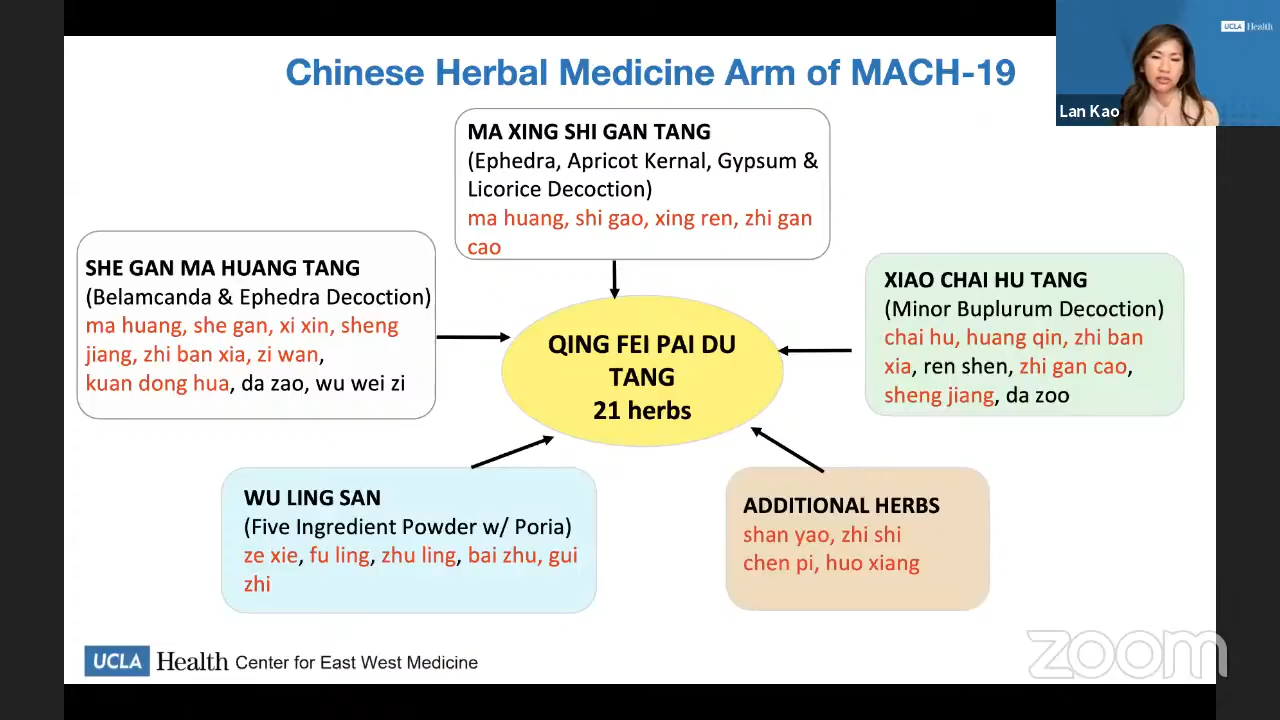 Chinese Herbal Medicine Arm of MACH-19
UCLA Health
Lan Kao
MA XING SHI GAN TANG
(Ephedra, Apricot Kernal, Gypsum &
Licorice Decoction)
ma huang, shi gao, xing ren, zhi gan
cao
SHE GAN MA HUANG TANG
(Belamcanda & Ephedra Decoction)
ma huang, she gan, xi xin, sheng
jiang, zhi ban xia, zi wan,
kuan dong hua, da zao, wu wei zi
XIAO CHAI HU TANG
(Minor Buplurum Decoction)
chai hu, huang qin, zhi ban
xia, ren shen, zhi gan cao,
sheng jiang, da zoo
QING FEI PAI DU
TANG
21 herbs
WU LING SAN
(Five Ingredient Powder w/ Poria)
ze xie, fu ling, zhu ling, bai zhu, gui
zhi
ADDITIONAL HERBS
shan yao, zhi shi
chen pi, huo xiang
UCLA Health Center for East West Medicine
zoom